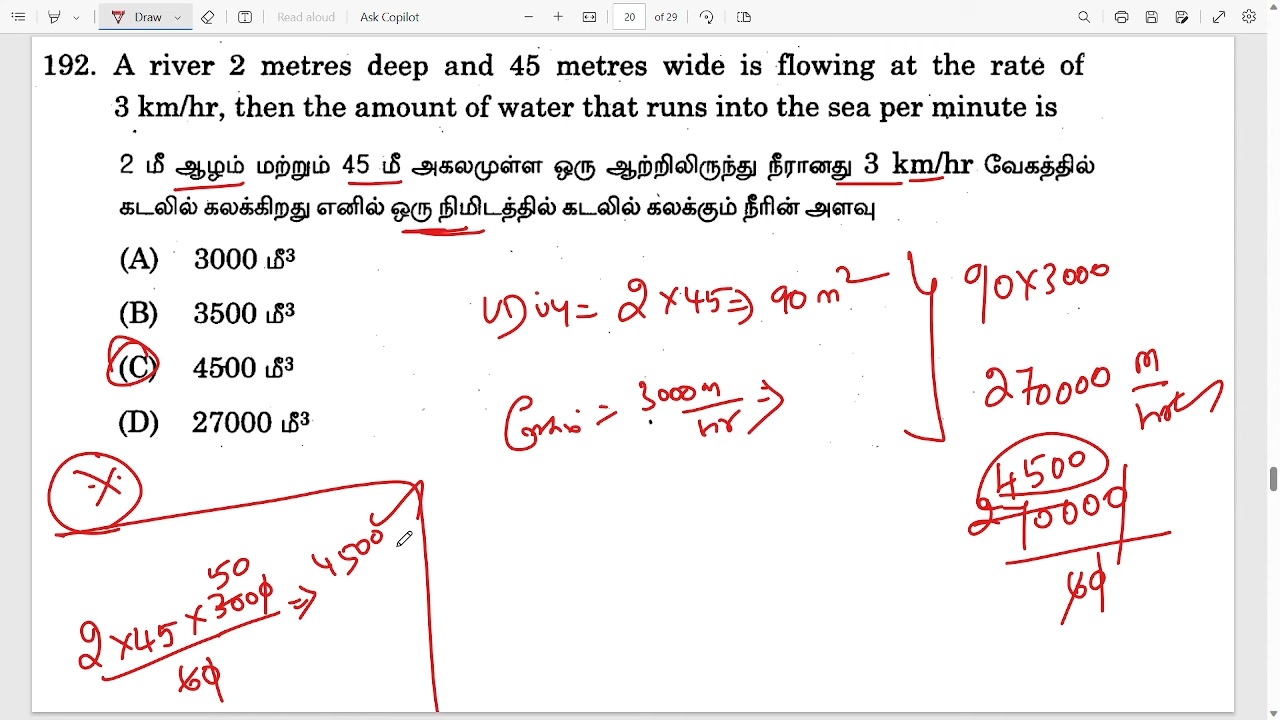 Draw
Read aloud
Ask Copilot
20 of 29
192. A river 2 metres deep and 45 metres wide is flowing at the rate of
3 km/hr, then the amount of water that runs into the sea per minute is
2 மீ ஆழம் மற்றும் 45 மீ அகலமுள்ள ஒரு ஆற்றிலிருந்து நீரானது 3 km/hr வேகத்தில்
கடலில் கலக்கிறது எனில் ஒரு நிமிடத்தில் கடலில் கலக்கும் நீரின் அளவு
(A) 3000 மீ³
(B) 3500 மீ³
(C) 4500 மீ³
(D) 27000 மீ³
= 2 × 45 ⇒ 90 m²
90 × 3000
= 3000 m/hr ⇒
270000 m/hr
4500
270000
60
50
2 × 45 × 3000 ⇒ 4500
60